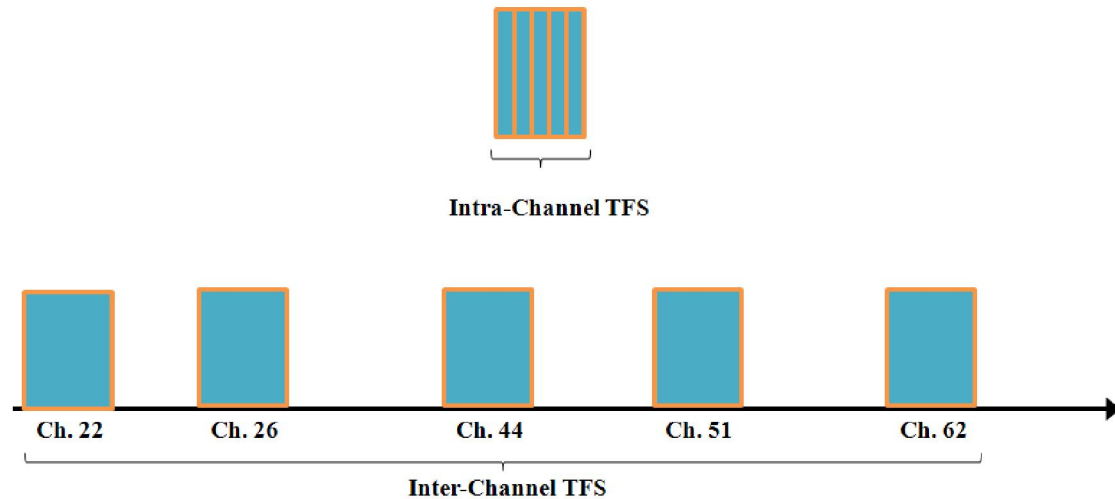 Intra-Channel TFS
Ch. 22 Ch. 26 Ch. 44 Ch. 51 Ch. 62
Inter-Channel TFS